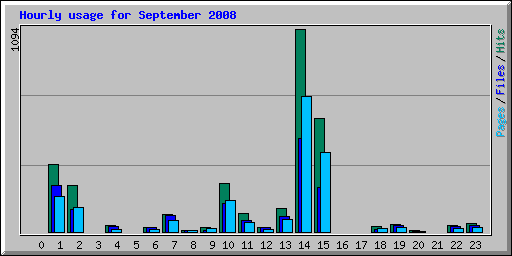 Hourly usage for September 2008
1094
Pages / Files / Hits
0 1 2 3 4 5 6 7 8 9 10 11 12 13 14 15 16 17 18 19 20 21 22 23